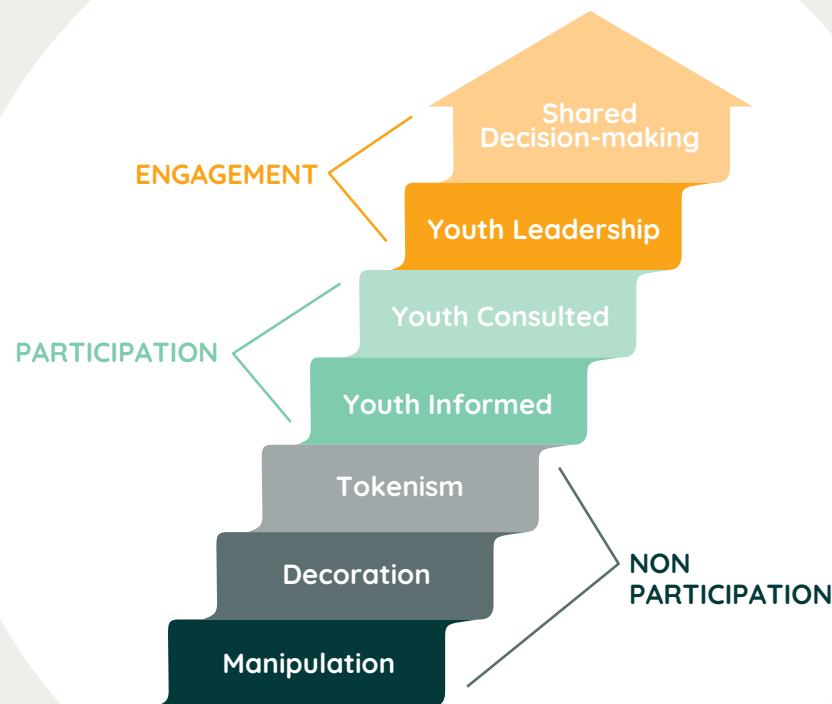 Shared
Decision-making
ENGAGEMENT
Youth Leadership
Youth Consulted
PARTICIPATION
Youth Informed
Tokenism
Decoration
NON
PARTICIPATION
Manipulation